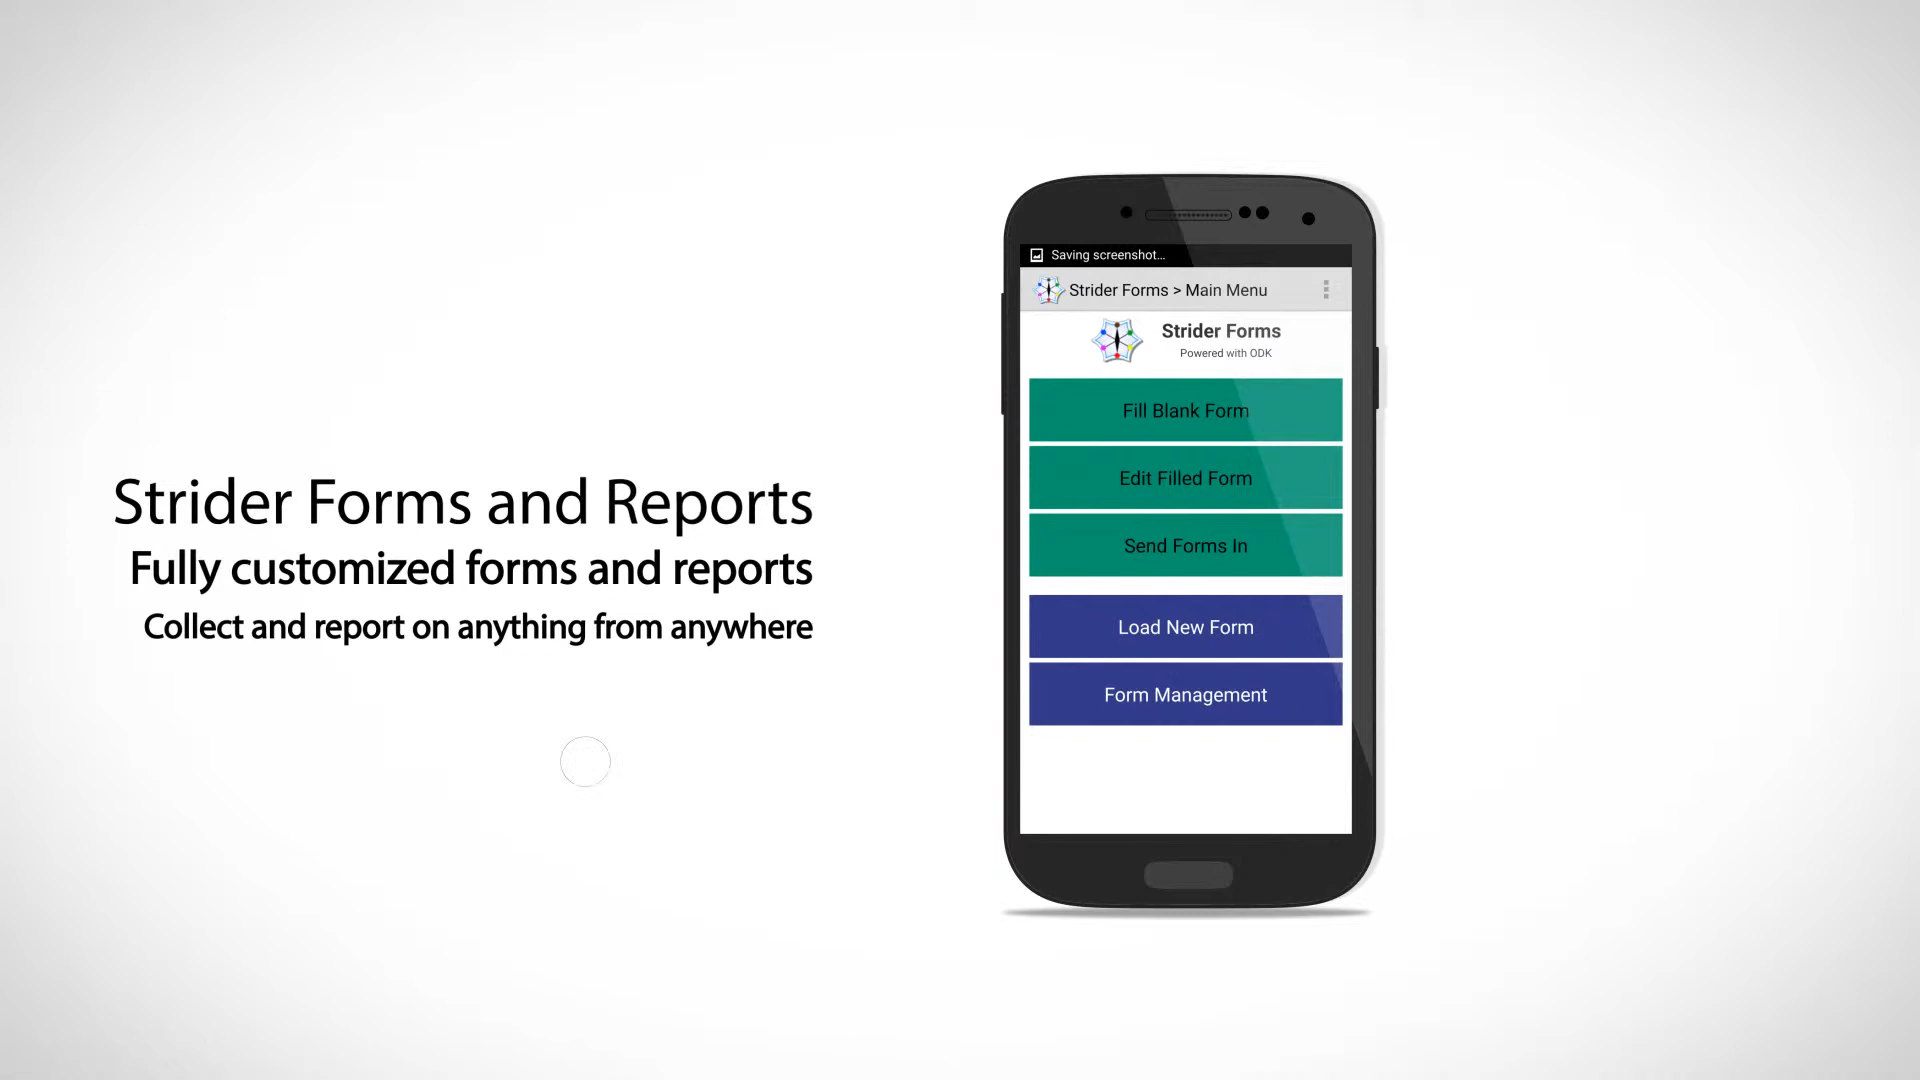 Strider Forms and Reports
Fully customized forms and reports
Collect and report on anything from anywhere
Saving screenshot...
Strider Forms > Main Menu
Strider Forms
Powered with ODK
Fill Blank Form
Edit Filled Form
Send Forms In
Load New Form
Form Management